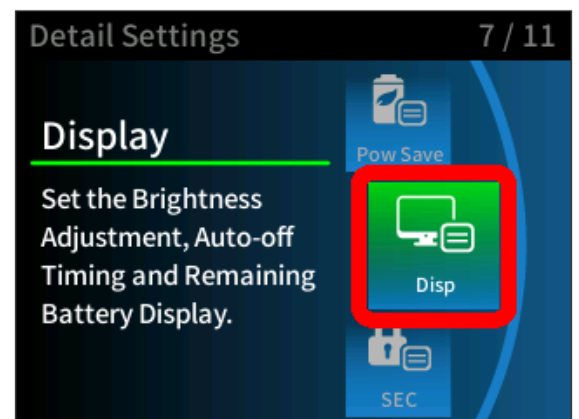 Detail Settings 7 / 11
Display
Set the Brightness
Adjustment, Auto-off
Timing and Remaining
Battery Display.
Pow Save
Disp
SEC